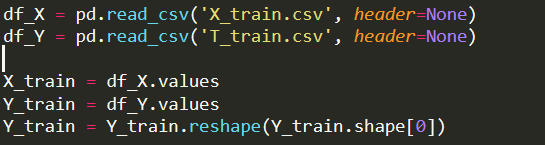 df_X = pd.read_csv('X_train.csv', header=None)
df_Y = pd.read_csv('T_train.csv', header=None)
X_train = df_X.values
Y_train = df_Y.values
Y_train = Y_train.reshape(Y_train.shape[0])